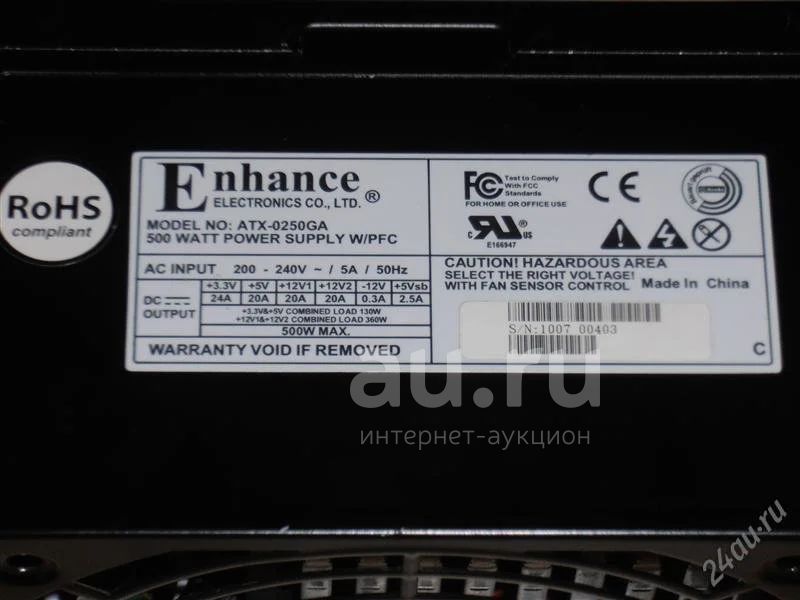 RoHS
compliant
Enhance
ELECTRONICS CO., LTD. ®
MODEL NO: ATX-0250GA
500 WATT POWER SUPPLY W/PFC
AC INPUT 200 - 240V ~ / 5A / 50Hz
DC OUTPUT
+3.3V +5V +12V1 +12V2 -12V +5Vsb
24A 20A 20A 20A 0.3A 2.5A
+3.3V&+5V COMBINED LOAD 130W
+12V1&+12V2 COMBINED LOAD 360W
500W MAX.
WARRANTY VOID IF REMOVED
FC Test to Comply
With FCC
Standards
FOR HOME OR OFFICE USE
CE
c RU US
E166947
CAUTION! HAZARDOUS AREA
SELECT THE RIGHT VOLTAGE!
WITH FAN SENSOR CONTROL Made In China
S/N:1007 00403
C
au.ru
интернет-аукцион
24au.ru